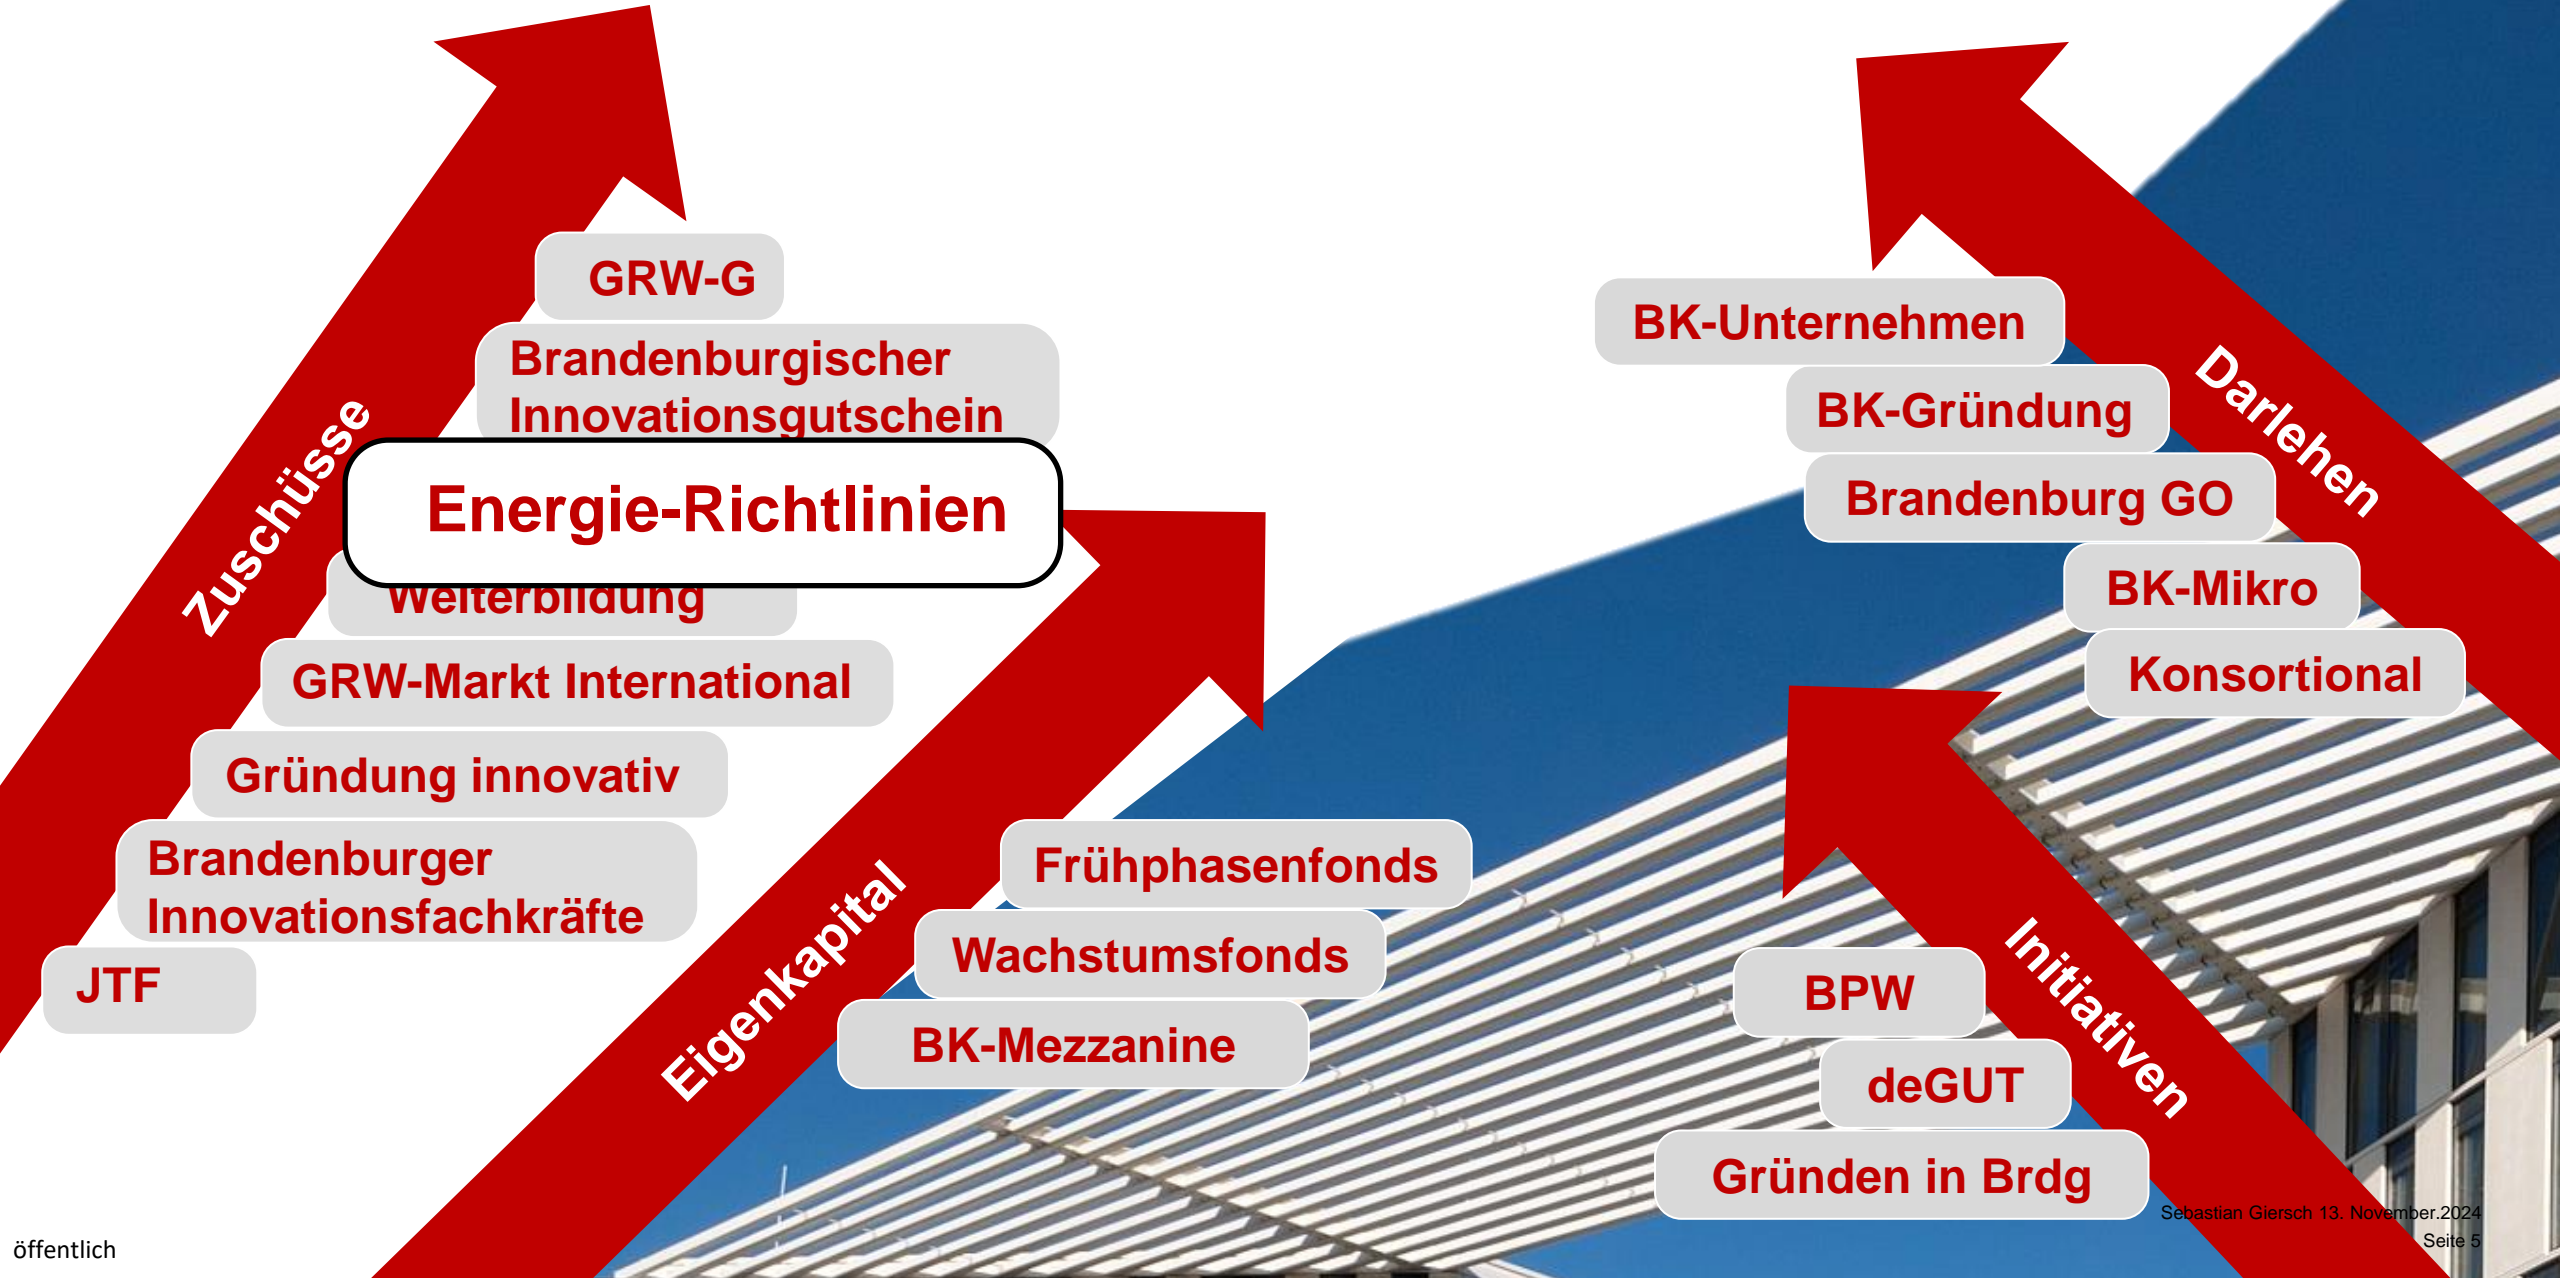 Zuschüsse
GRW-G
Brandenburgischer
Innovationsgutschein
Energie-Richtlinien
Weiterbildung
GRW-Markt International
Gründung innovativ
Brandenburger
Innovationsfachkräfte
JTF
Eigenkapital
Frühphasenfonds
Wachstumsfonds
BK-Mezzanine
Darlehen
BK-Unternehmen
BK-Gründung
Brandenburg GO
BK-Mikro
Konsortional
Initiativen
BPW
deGUT
Gründen in Brdg
Sebastian Giersch 13. November.2024
Seite 5
öffentlich